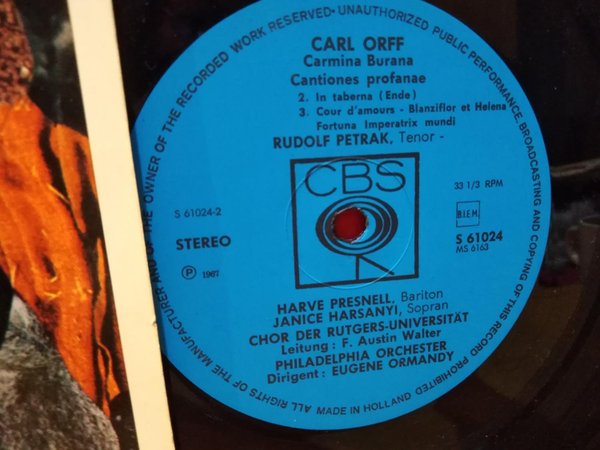 ALL RIGHTS OF THE MANUFACTURER AND OF THE OWNER OF THE RECORDED WORK RESERVED - UNAUTHORIZED PUBLIC PERFORMANCE, BROADCASTING AND COPYING OF THIS RECORD PROHIBITED
CARL ORFF
Carmina Burana
Cantiones profanae
2. In taberna (Ende)
3. Cour d'amours - Blanziflor et Helena
Fortuna Imperatrix mundi
RUDOLF PETRAK, Tenor -
CBS
33 1/3 RPM
S 61024-2
B.I.E.M.
STEREO
S 61024
MS 6163
P 1967
HARVE PRESNELL, Bariton
JANICE HARSANYI, Sopran
CHOR DER RUTGERS-UNIVERSITÄT
Leitung: F. Austin Walter
PHILADELPHIA ORCHESTER
Dirigent: EUGENE ORMANDY
MADE IN HOLLAND